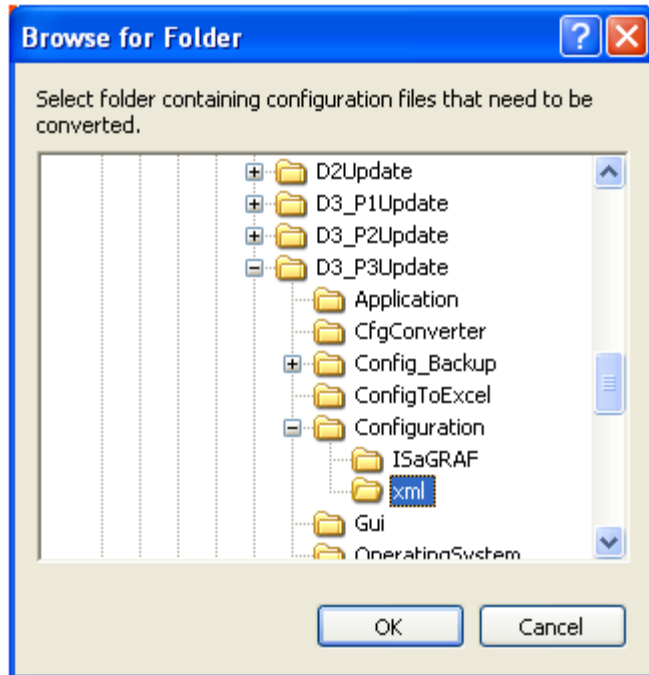 Browse for Folder
Select folder containing configuration files that need to be
converted.
D2Update
D3_P1Update
D3_P2Update
D3_P3Update
Application
CfgConverter
Config_Backup
ConfigToExcel
Configuration
ISaGRAF
xml
Gui
OperatingSystem
OK Cancel